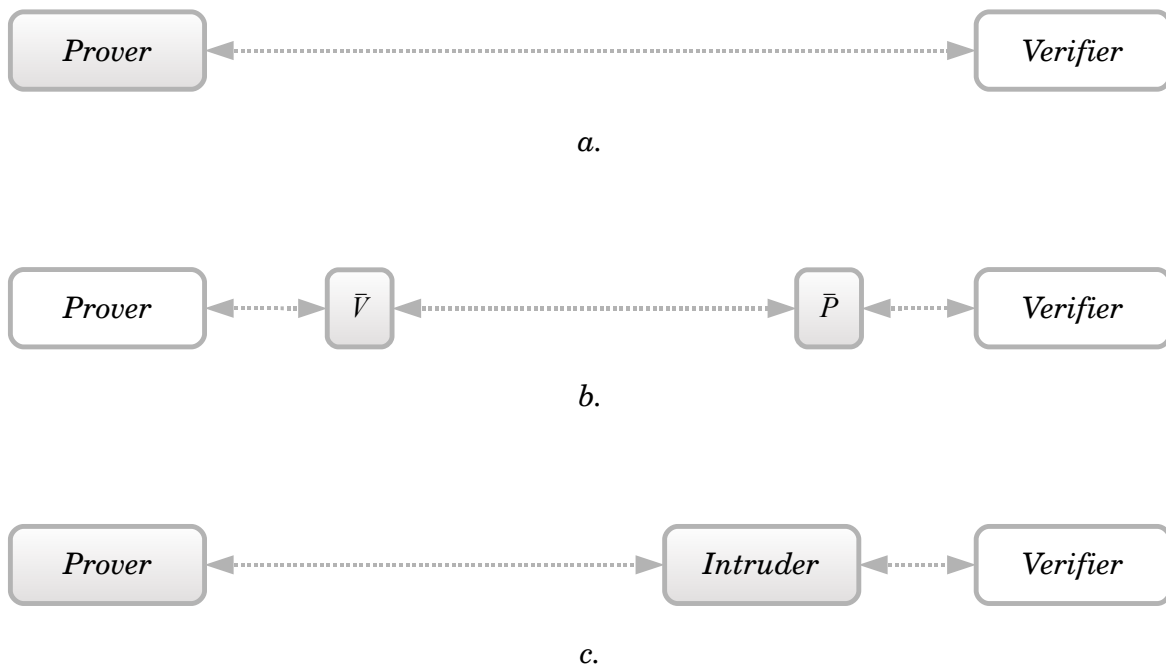 Prover Verifier
a.
Prover V̄ P̄ Verifier
b.
Prover Intruder Verifier
c.